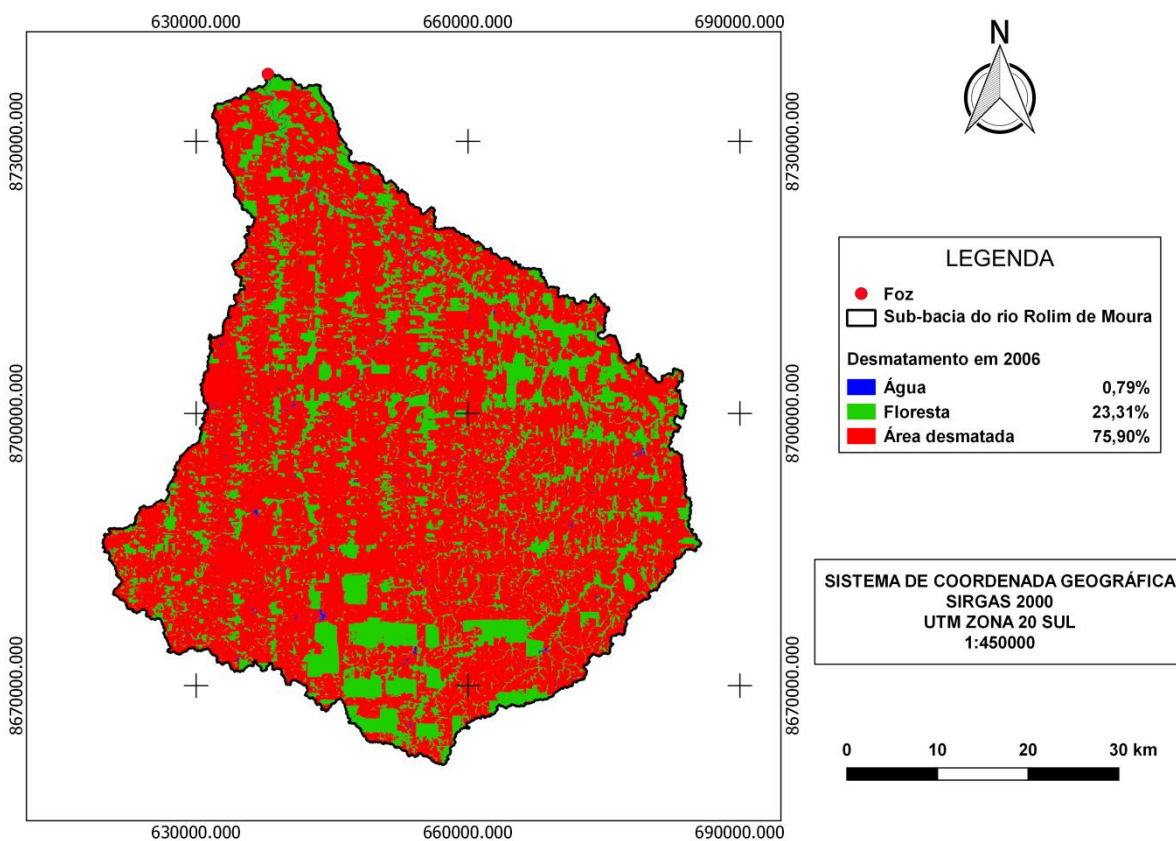 630000.000 660000.000 690000.000
N
8730000.000 8730000.000
LEGENDA
Foz
Sub-bacia do rio Rolim de Moura
Desmatamento em 2006
Água 0,79%
Floresta 23,31%
Área desmatada 75,90%
8700000.000 8700000.000
SISTEMA DE COORDENADA GEOGRÁFICA
SIRGAS 2000
UTM ZONA 20 SUL
1:450000
8670000.000 8670000.000
0 10 20 30 km
630000.000 660000.000 690000.000